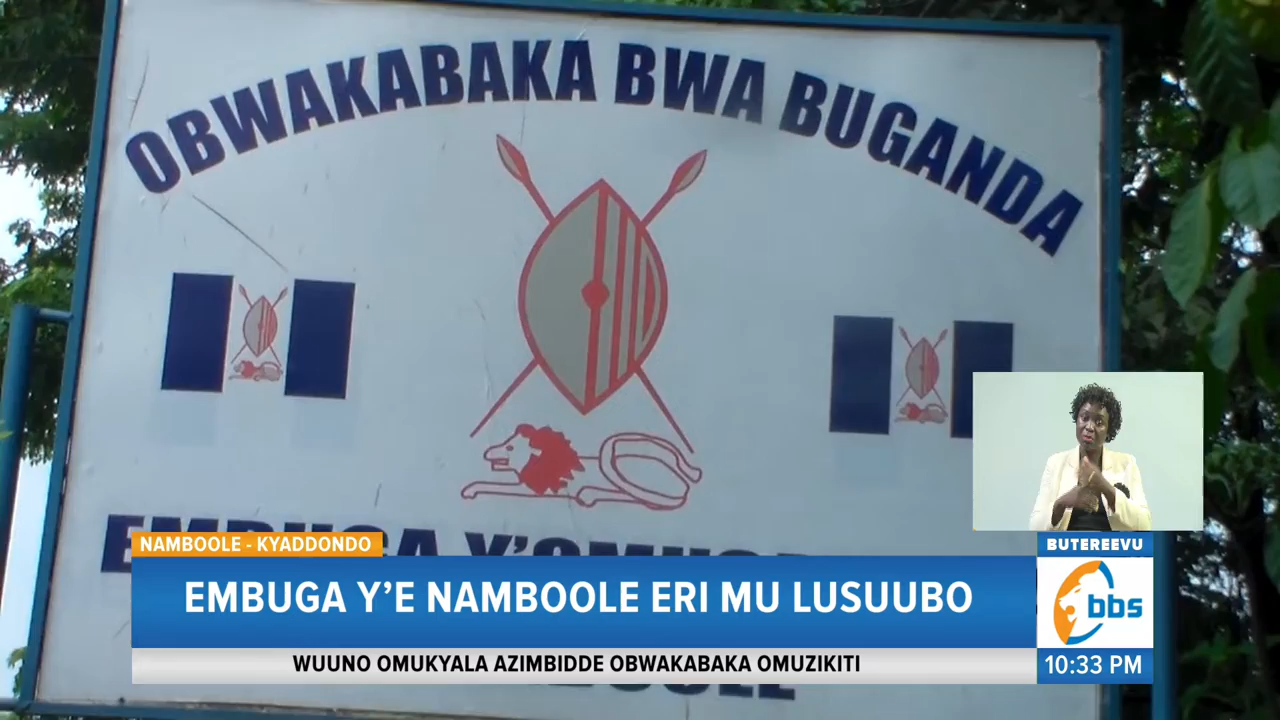 OBWAKABAKA BWA BUGANDA
EMBUGA
NAMBOOLE - KYADDONDO
EMBUGA Y'E NAMBOOLE ERI MU LUSUUBO
WUUNO OMUKYALA AZIMBIDDE OBWAKABAKA OMUZIKITI
BUTEREEVU
bbs
10:33 PM